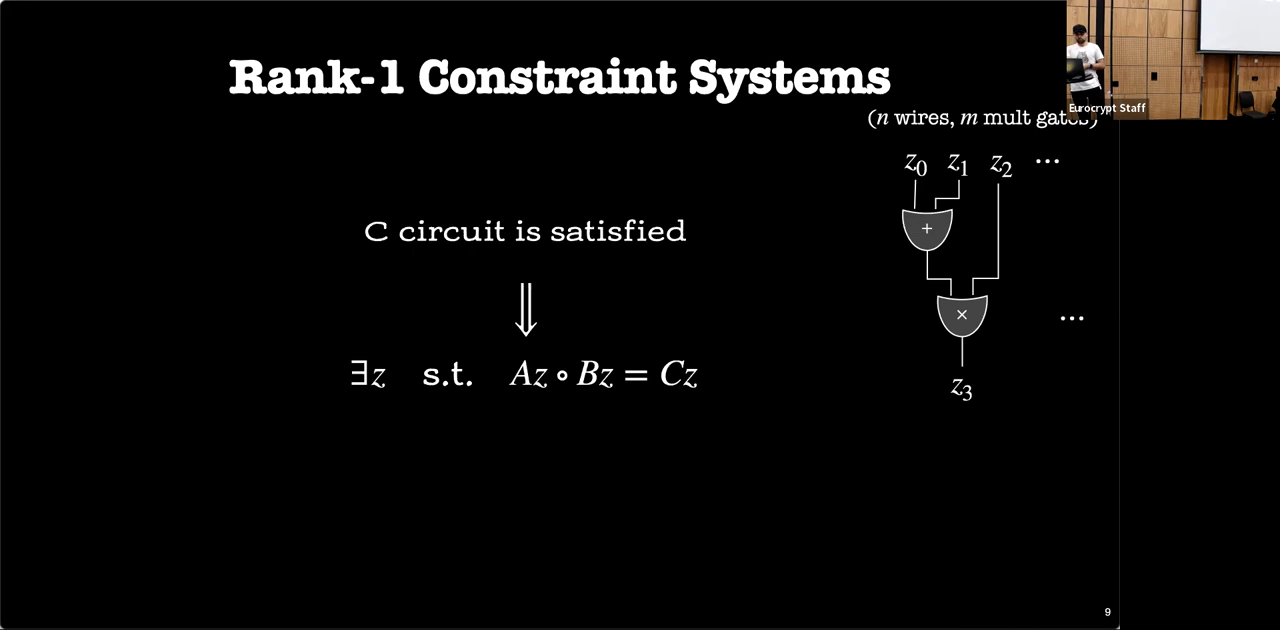 Rank-1 Constraint Systems
Eurocrypt Staff
(n wires, m mult gates)
z₀ z₁ z₂ ...
C circuit is satisfied
+
⇓
×
...
∃z s.t. Az ∘ Bz = Cz
z₃
9